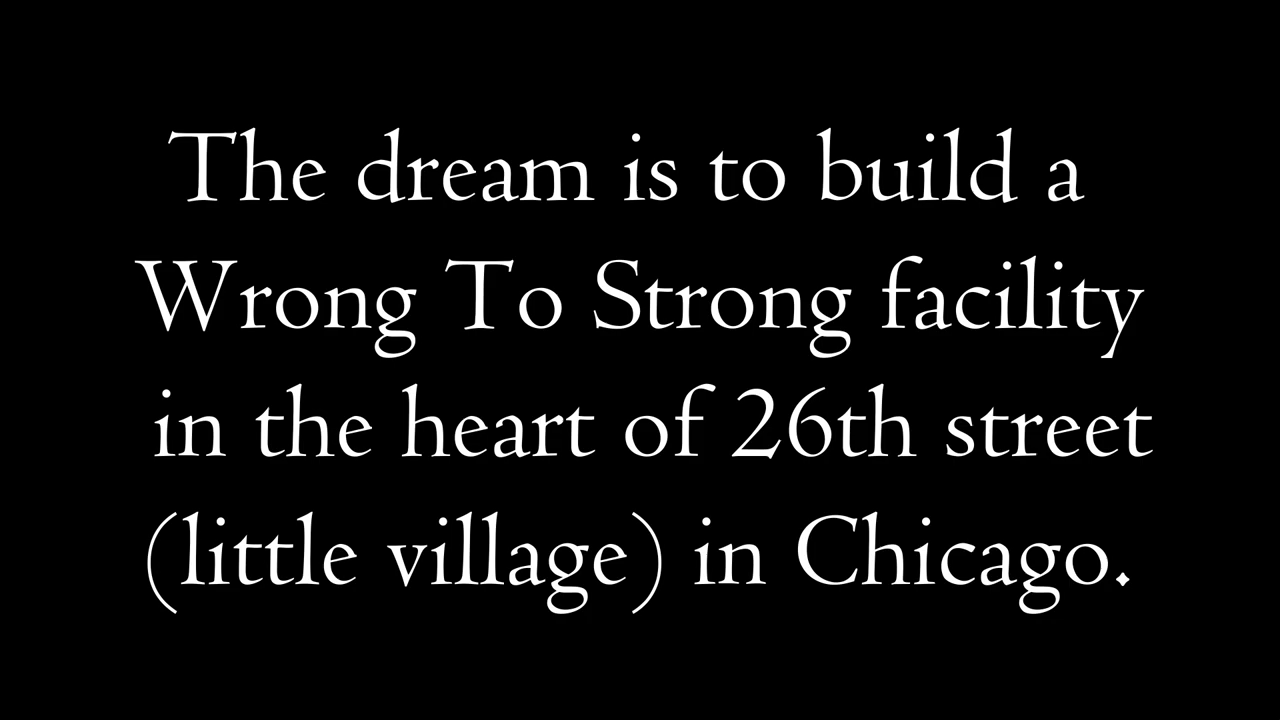 The dream is to build a
Wrong To Strong facility
in the heart of 26th street
(little village) in Chicago.